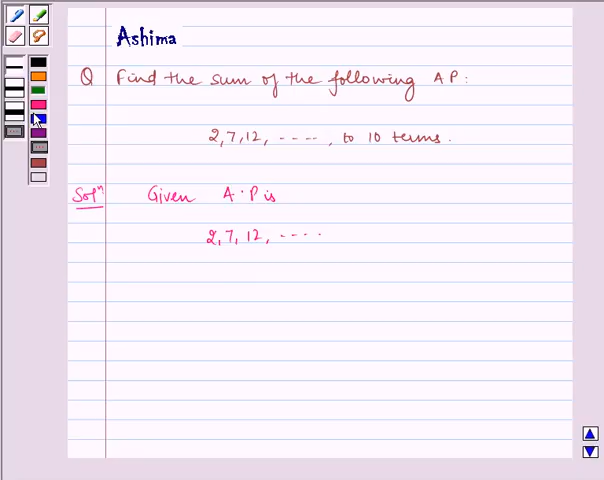 Ashima
Q Find the sum of the following A P:
2, 7, 12, ----- , to 10 terms.
Solⁿ Given A.P is
2, 7, 12, -----